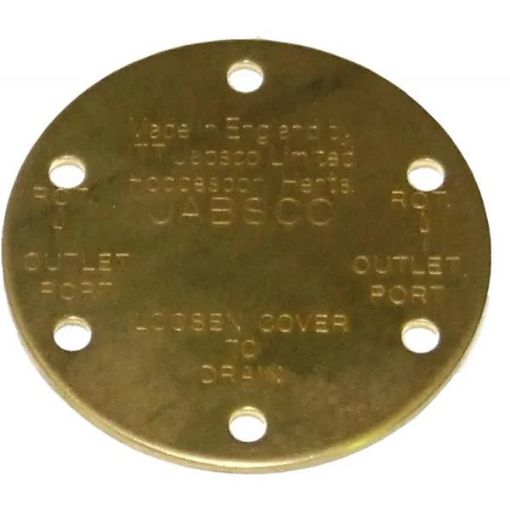 Made in England by
ITT Jabsco Limited
Hoddesdon Herts.
JABSCO
ROT.
OUTLET
PORT
ROT.
OUTLET
PORT
LOOSEN COVER
TO
DRAIN